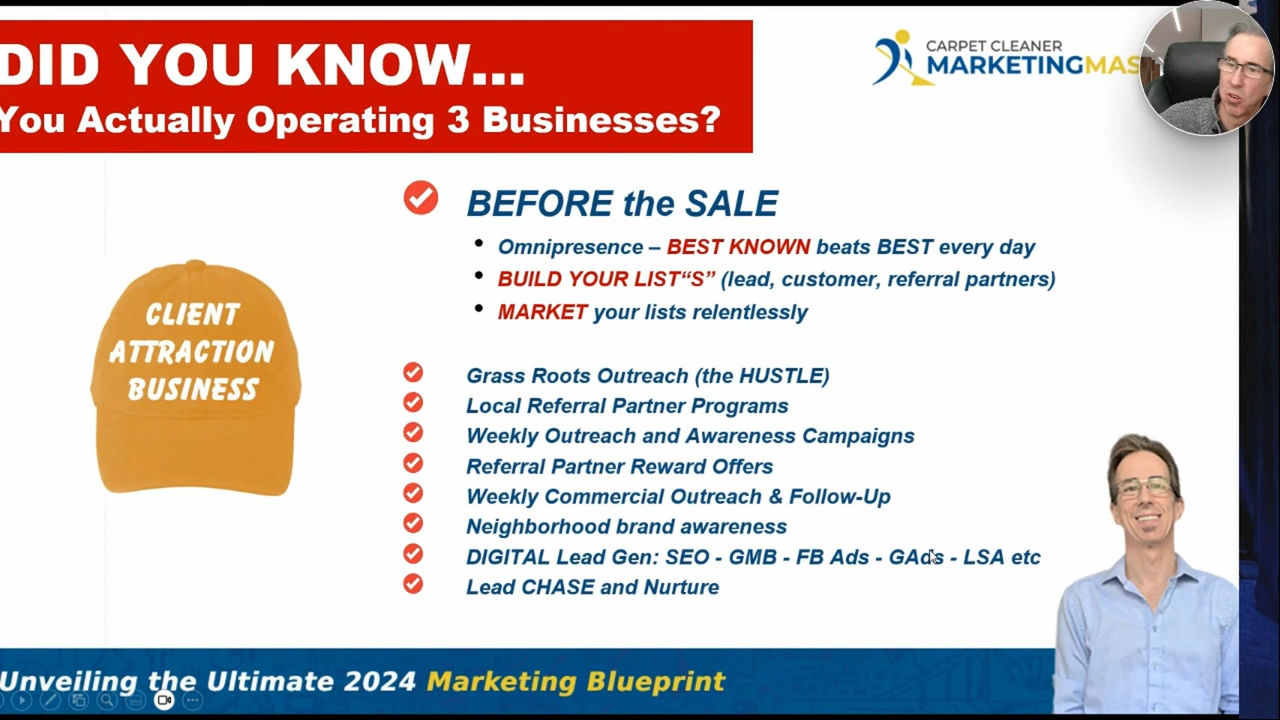 DID YOU KNOW...
You Actually Operating 3 Businesses?
CARPET CLEANER
MARKETINGMAS
BEFORE the SALE
• Omnipresence – BEST KNOWN beats BEST every day
• BUILD YOUR LIST“S” (lead, customer, referral partners)
• MARKET your lists relentlessly
CLIENT
ATTRACTION
BUSINESS
Grass Roots Outreach (the HUSTLE)
Local Referral Partner Programs
Weekly Outreach and Awareness Campaigns
Referral Partner Reward Offers
Weekly Commercial Outreach & Follow-Up
Neighborhood brand awareness
DIGITAL Lead Gen: SEO - GMB - FB Ads - GAds - LSA etc
Lead CHASE and Nurture
Unveiling the Ultimate 2024 Marketing Blueprint